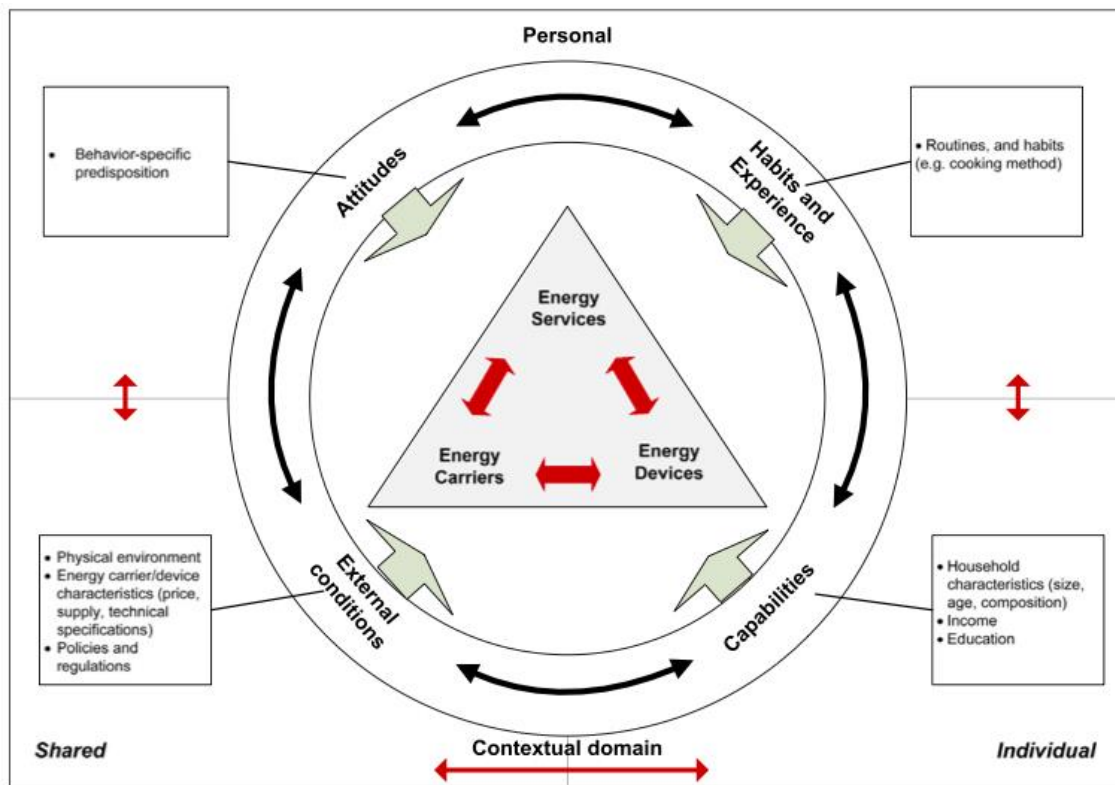 Personal
• Behavior-specific
predisposition
Attitudes
Habits and
Experience
• Routines, and habits
(e.g. cooking method)
Energy
Services
Energy
Carriers
Energy
Devices
• Physical environment
• Energy carrier/device
characteristics (price,
supply, technical
specifications)
• Policies and
regulations
External
conditions
Capabilities
• Household
characteristics (size,
age, composition)
• Income
• Education
Shared
Contextual domain
Individual